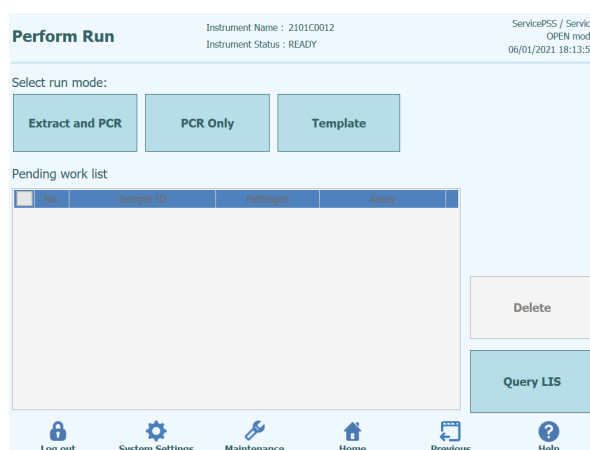 Perform Run
Instrument Name : 2101C0012
Instrument Status : READY
ServicePSS / Servic
OPEN mod
06/01/2021 18:13:5
Select run mode:
Extract and PCR
PCR Only
Template
Pending work list
No. Sample ID Pathogen Assay
Delete
Query LIS
Log out System Settings Maintenance Home Previous Help